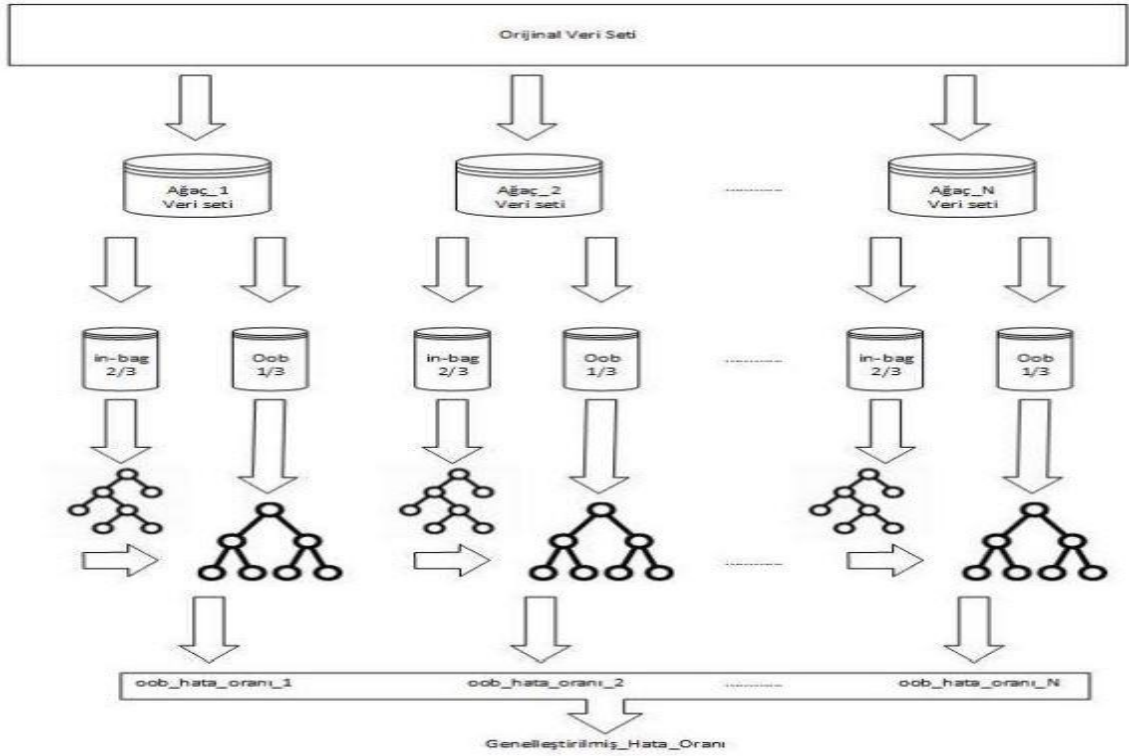 Orijinal Veri Seti
Ağaç_1
Veri seti
Ağaç_2
Veri seti
Ağaç_N
Veri seti
in-bag
2/3
Oob
1/3
in-bag
2/3
Oob
1/3
in-bag
2/3
Oob
1/3
oob_hata_oranı_1
oob_hata_oranı_2
oob_hata_oranı_N
Genelleştirilmiş_Hata_Oranı